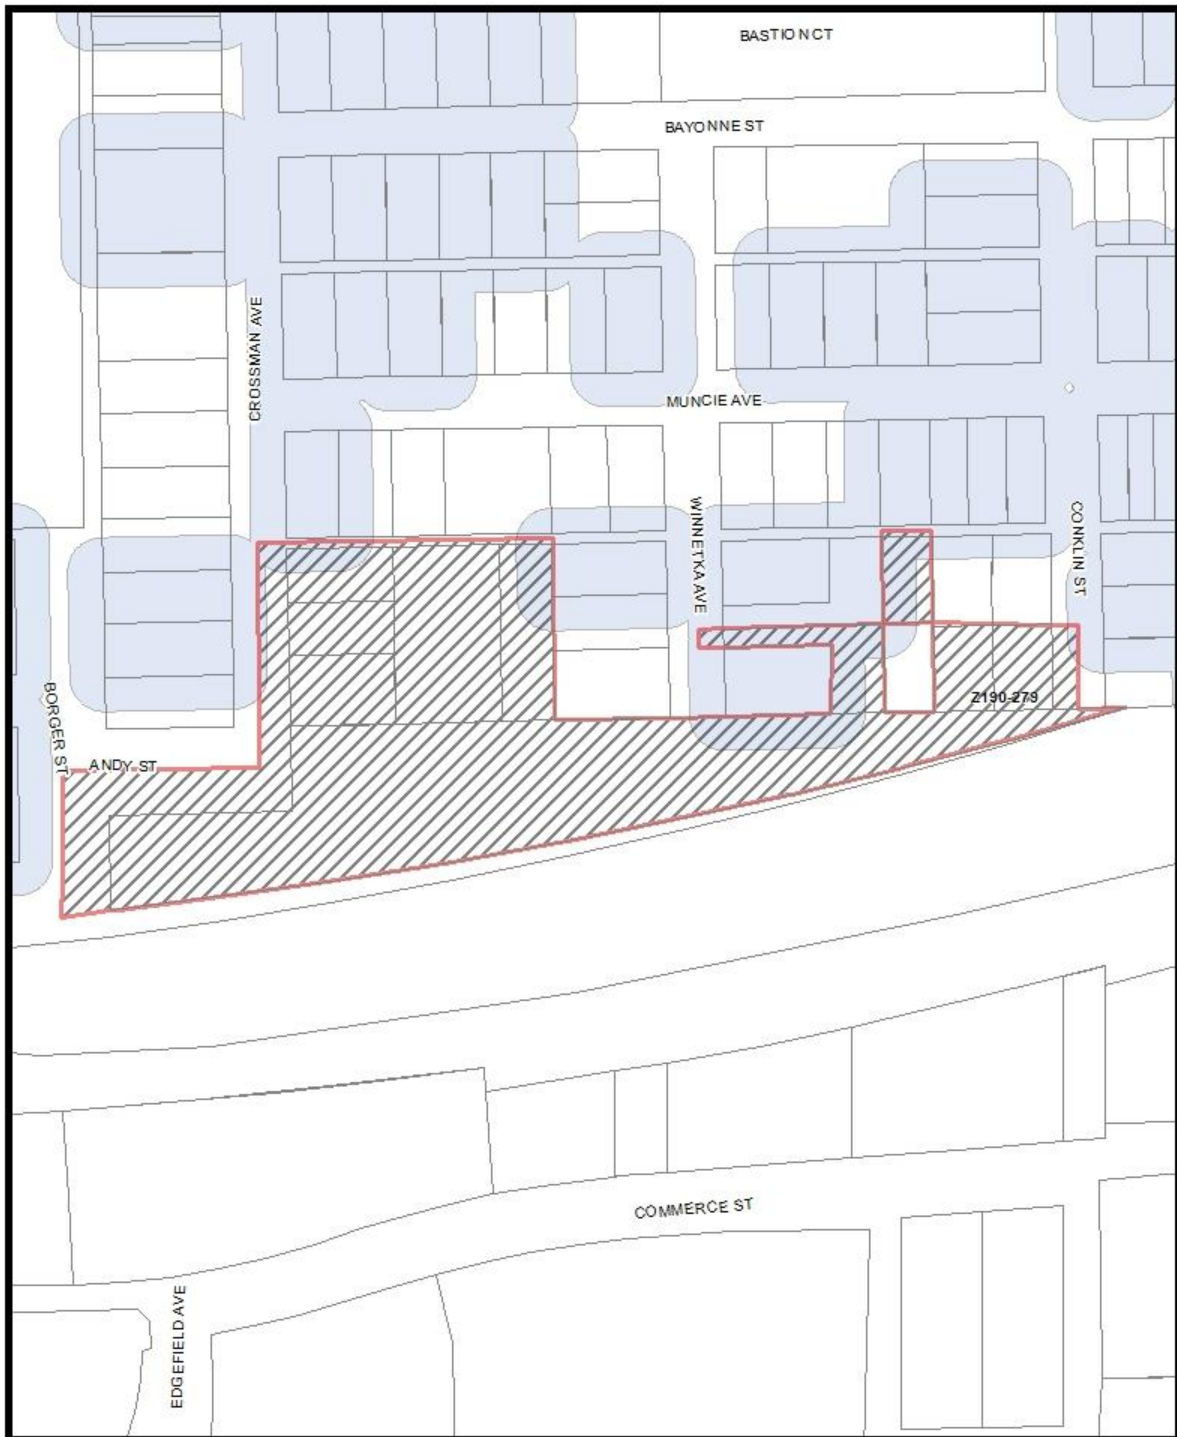 BASTION CT
BAYONNE ST
CROSSMAN AVE
MUNCIE AVE
WINNETKA AVE
CONKLIN ST
BORGER ST
Z190-279
ANDY ST
COMMERCE ST
EDGEFIELD AVE